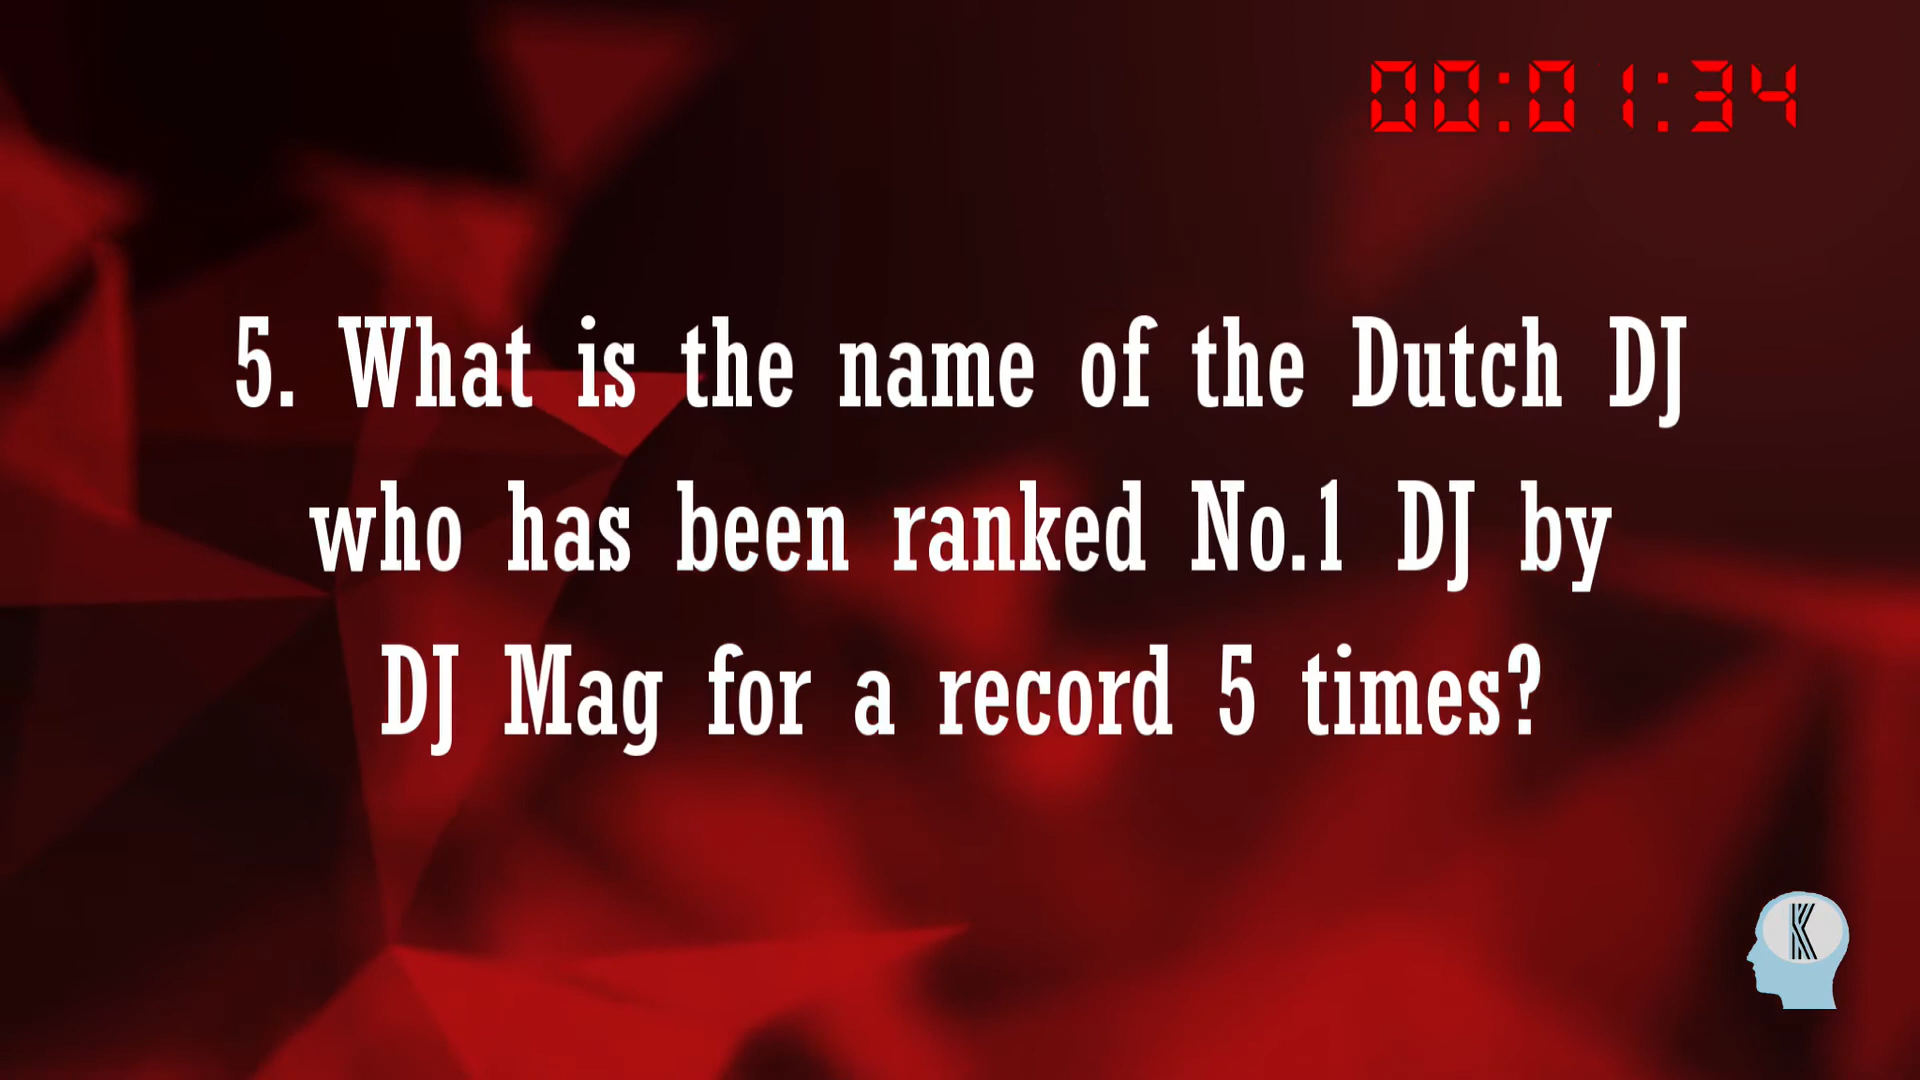 00:01:34
5. What is the name of the Dutch DJ
who has been ranked No.1 DJ by
DJ Mag for a record 5 times?
K